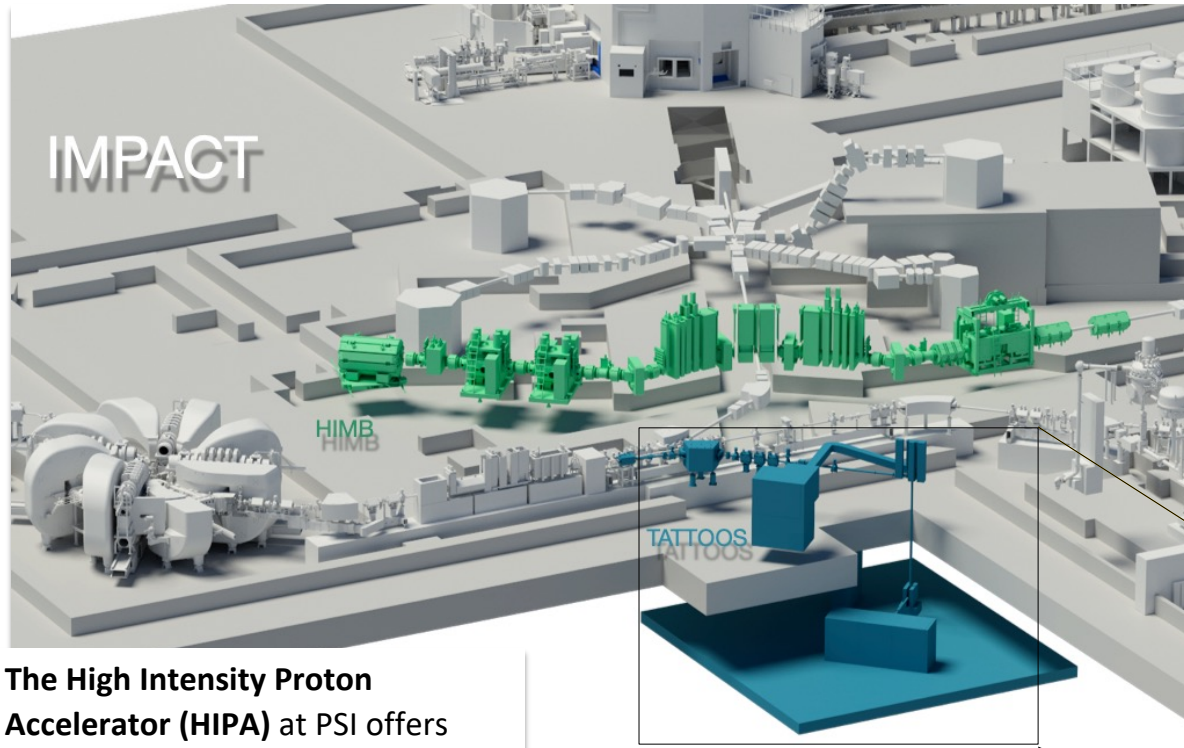 IMPACT
HIMB
TATTOOS
The High Intensity Proton
Accelerator (HIPA) at PSI offers